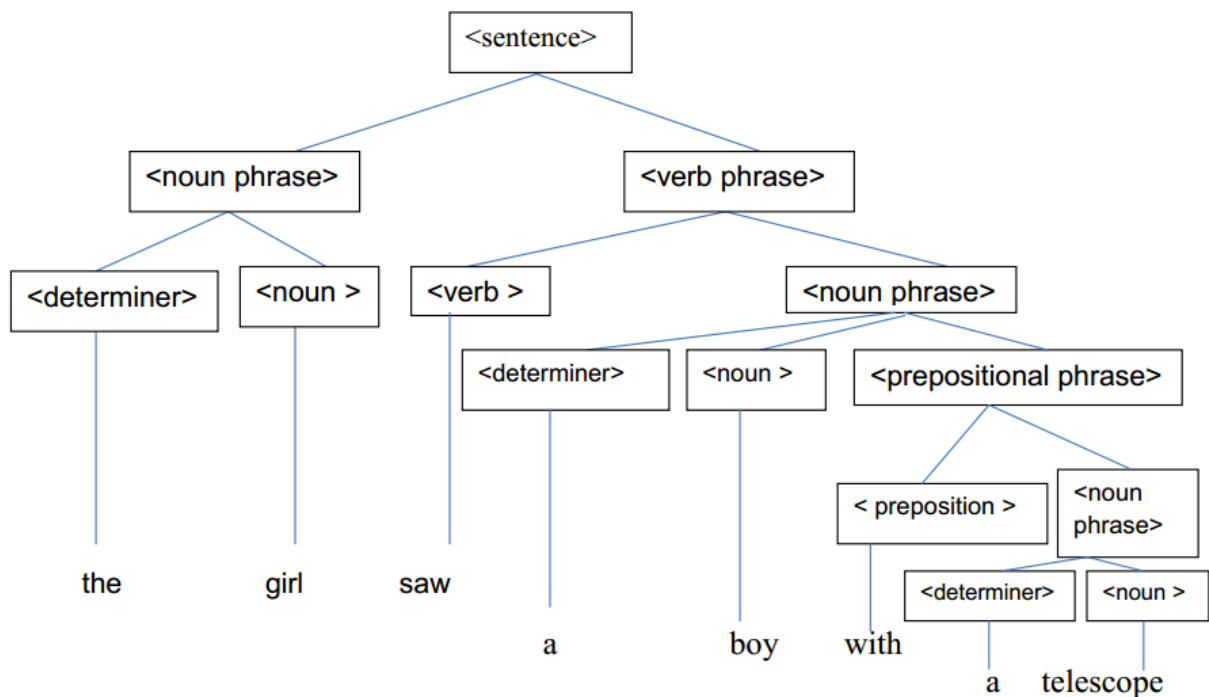 <sentence>
<noun phrase>
<verb phrase>
<determiner>
<noun >
<verb >
<noun phrase>
<determiner>
<noun >
<prepositional phrase>
< preposition >
<noun
phrase>
the
girl
saw
<determiner>
<noun >
a
boy
with
a
telescope